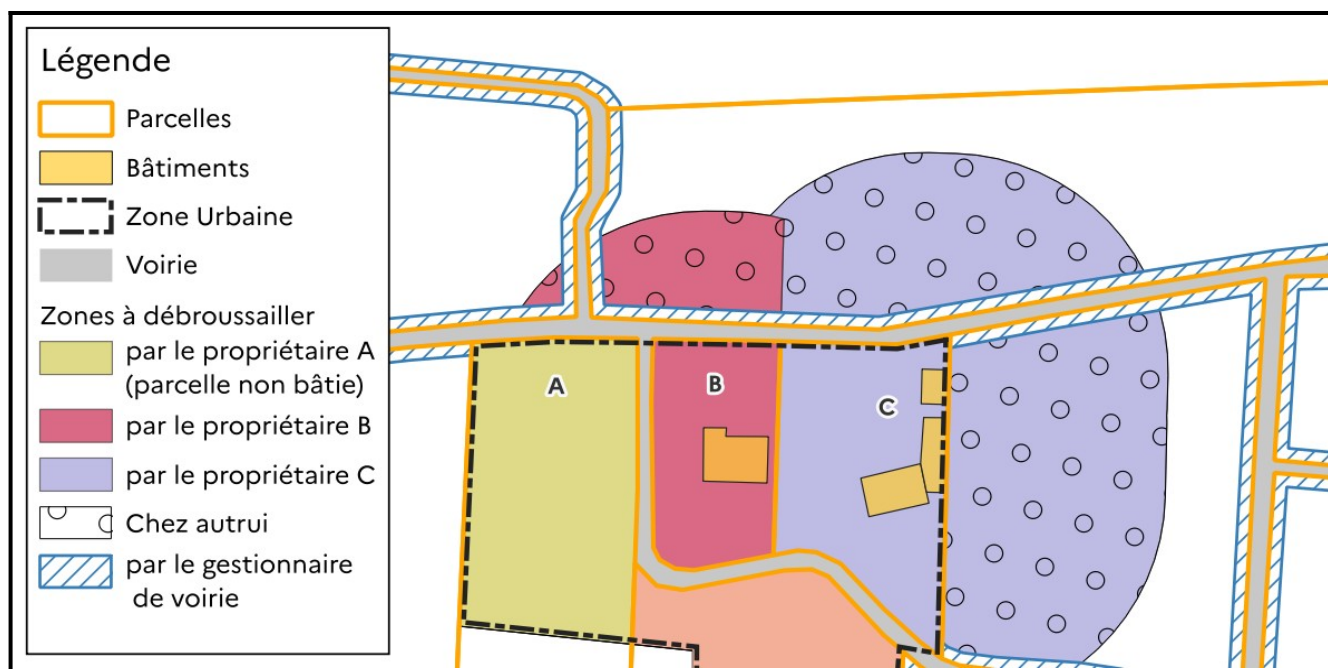 Légende
Parcelles
Bâtiments
Zone Urbaine
Voirie
Zones à débroussailler
par le propriétaire A
(parcelle non bâtie)
par le propriétaire B
par le propriétaire C
Chez autrui
par le gestionnaire
de voirie
A
B
C